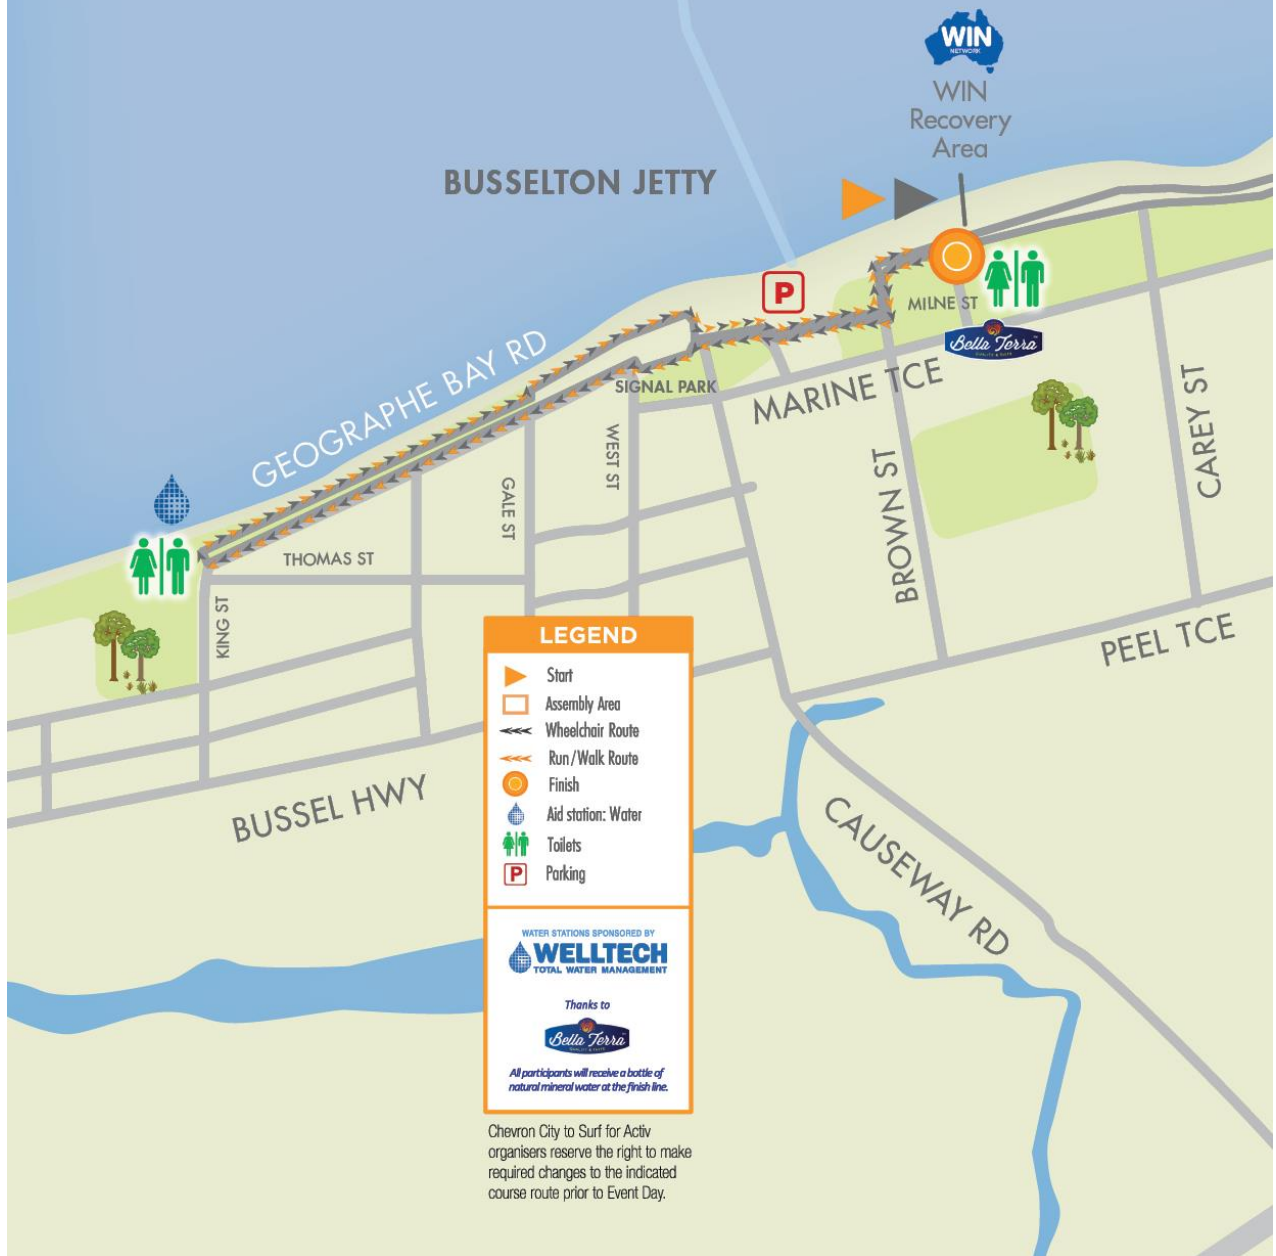 WIN
NETWORK
WIN
Recovery
Area
BUSSELTON JETTY
P
MILNE ST
Bella Terra
GEOGRAPHE BAY RD
SIGNAL PARK
MARINE TCE
WEST ST
GALE ST
BROWN ST
CAREY ST
THOMAS ST
KING ST
PEEL TCE
BUSSEL HWY
CAUSEWAY RD
LEGEND
Start
Assembly Area
Wheelchair Route
Run/Walk Route
Finish
Aid station: Water
Toilets
P Parking
WATER STATIONS SPONSORED BY
WELLTECH
TOTAL WATER MANAGEMENT
Thanks to
Bella Terra
All participants will receive a bottle of
natural mineral water at the finish line.
Chevron City to Surf for Activ
organisers reserve the right to make
required changes to the indicated
course route prior to Event Day.